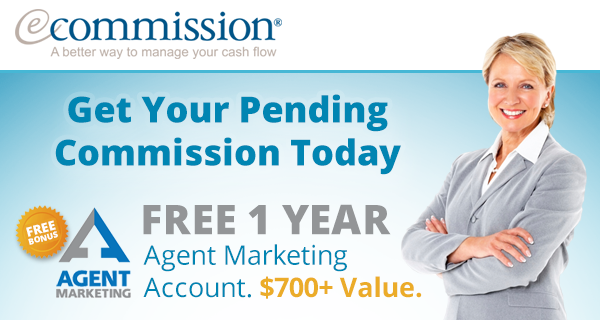 ecommission®
A better way to manage your cash flow
Get Your Pending
Commission Today
FREE
BONUS
AGENT
MARKETING
FREE 1 YEAR
Agent Marketing
Account. $700+ Value.